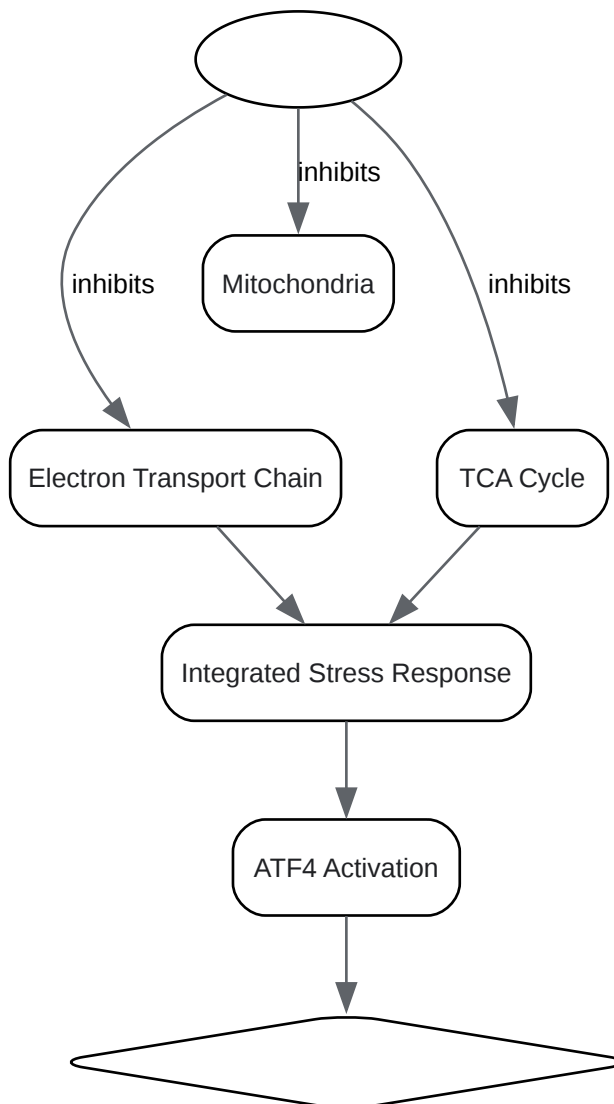 inhibits
Mitochondria
inhibits
inhibits
Electron Transport Chain
TCA Cycle
Integrated Stress Response
ATF4 Activation